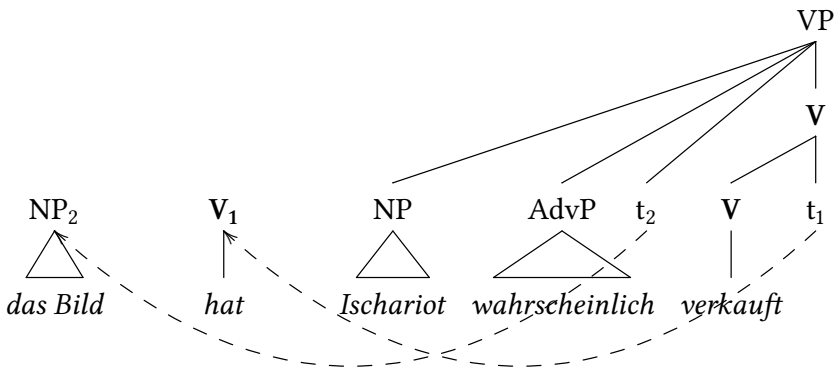 VP
V
NP₂ V₁ NP AdvP t₂ V t₁
das Bild hat Ischariot wahrscheinlich verkauft